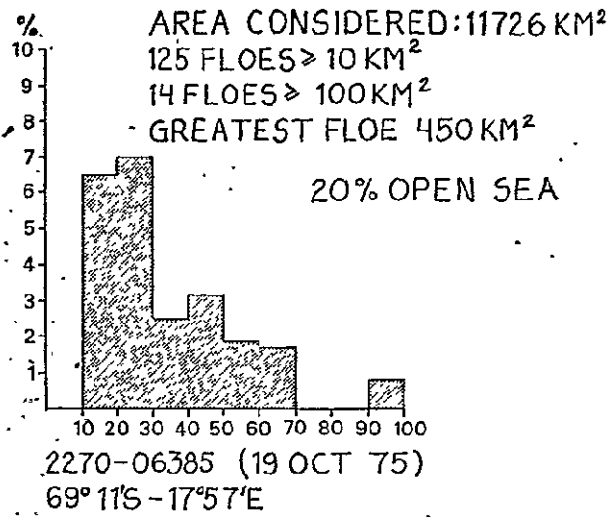 %
AREA CONSIDERED: 11726 KM²
125 FLOES ≥ 10 KM²
14 FLOES ≥ 100 KM²
GREATEST FLOE 450 KM²
20% OPEN SEA
10
9
8
7
6
5
4
3
2
1
10 20 30 40 50 60 70 80 90 100
2270-06385 (19 OCT 75)
69° 11'S - 17°57'E